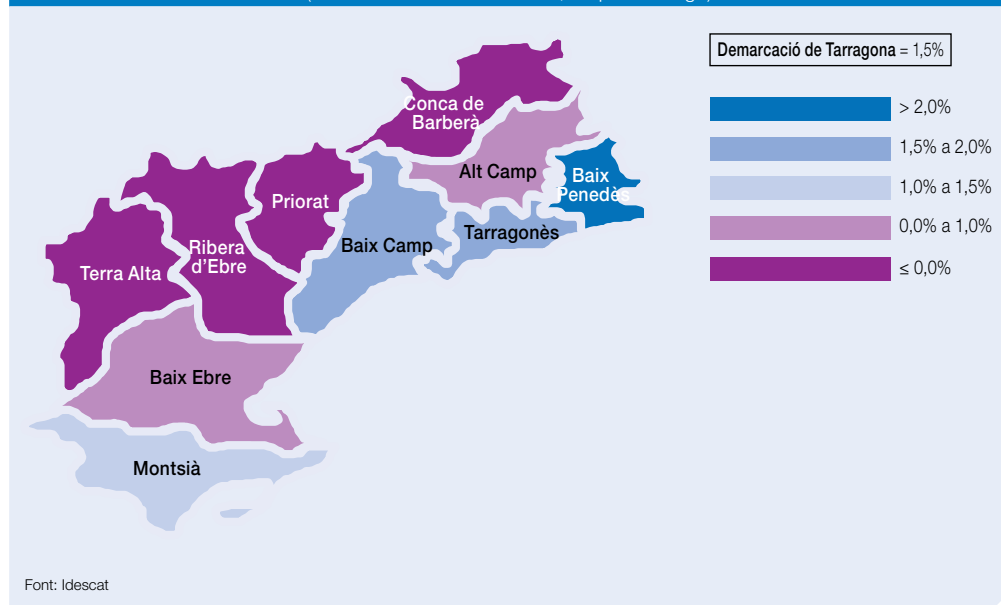 Demarcació de Tarragona = 1,5%
> 2,0%
1,5% a 2,0%
1,0% a 1,5%
0,0% a 1,0%
≤ 0,0%
Conca de
Barberà
Alt Camp
Baix
Penedès
Priorat
Tarragonès
Baix Camp
Ribera
d'Ebre
Terra Alta
Baix Ebre
Montsià
Font: Idescat